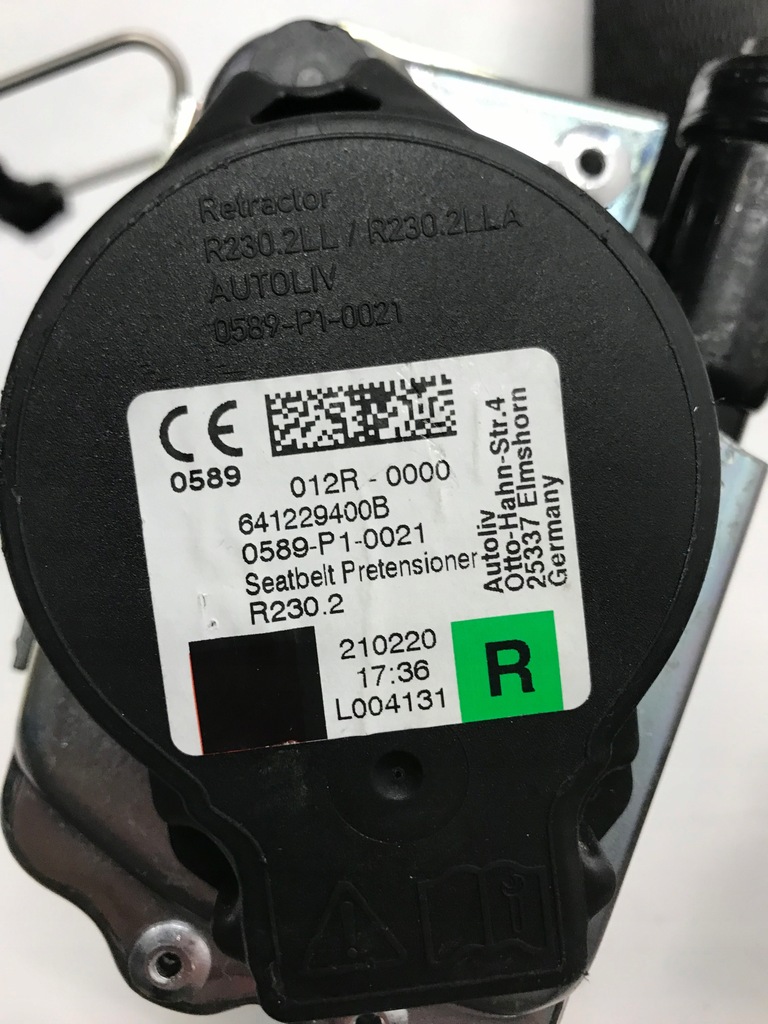 Retractor
R230.2LL / R230.2LLA
AUTOLIV
0589-P1-0021
CE
0589
012R - 0000
641229400B
0589-P1-0021
Seatbelt Pretensioner
R230.2
Autoliv
Otto-Hahn-Str.4
25337 Elmshorn
Germany
210220
17:36
L004131
R